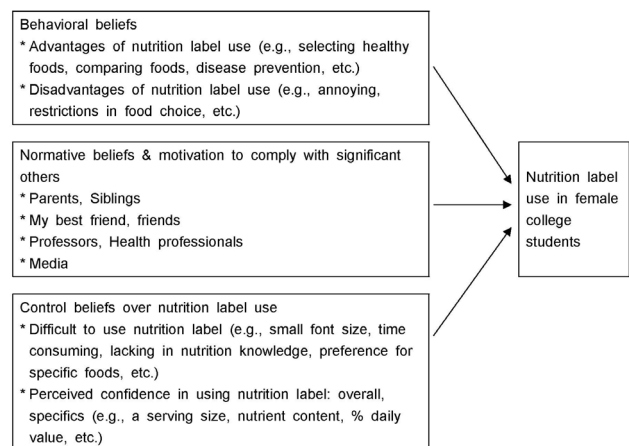 Behavioral beliefs
* Advantages of nutrition label use (e.g., selecting healthy
foods, comparing foods, disease prevention, etc.)
* Disadvantages of nutrition label use (e.g., annoying,
restrictions in food choice, etc.)
Normative beliefs & motivation to comply with significant
others
* Parents, Siblings
* My best friend, friends
* Professors, Health professionals
* Media
Control beliefs over nutrition label use
* Difficult to use nutrition label (e.g., small font size, time
consuming, lacking in nutrition knowledge, preference for
specific foods, etc.)
* Perceived confidence in using nutrition label: overall,
specifics (e.g., a serving size, nutrient content, % daily
value, etc.)
Nutrition label
use in female
college
students